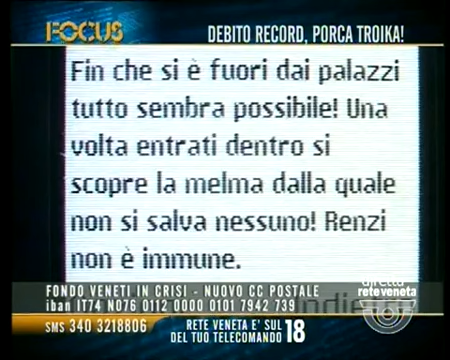 FOCUS
DEBITO RECORD, PORCA TROIKA!
Fin che si è fuori dai palazzi
tutto sembra possibile! Una
volta entrati dentro si
scopre la melma dalla quale
non si salva nessuno! Renzi
non è immune.
FONDO VENETI IN CRISI - NUOVO CC POSTALE
iban IT74 N076 0112 0000 0101 7942 739
diretta
reteveneta
SMS 340 3218806
RETE VENETA E' SUL
DEL TUO TELECOMANDO 18